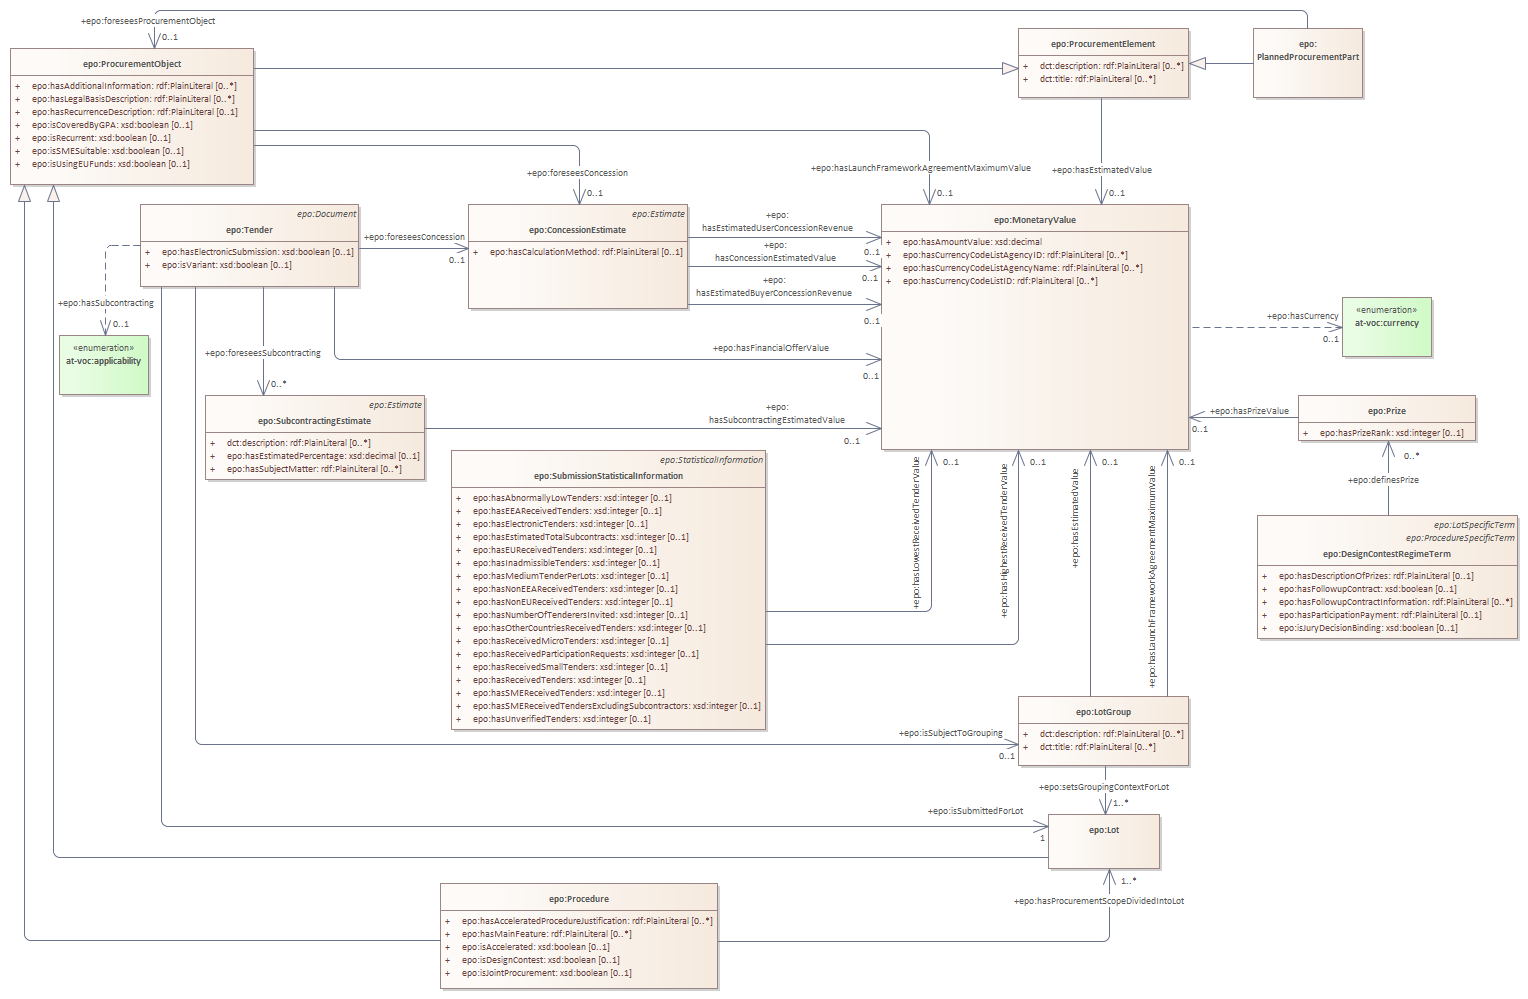 +epo:foreseesProcurementObject
0..1
epo:ProcurementObject
+ epo:hasAdditionalInformation: rdf:PlainLiteral [0..*]
+ epo:hasLegalBasisDescription: rdf:PlainLiteral [0..*]
+ epo:hasRecurrenceDescription: rdf:PlainLiteral [0..1]
+ epo:isCoveredByGPA: xsd:boolean [0..1]
+ epo:isRecurrent: xsd:boolean [0..1]
+ epo:isSMESuitable: xsd:boolean [0..1]
+ epo:isUsingEUFunds: xsd:boolean [0..1]
epo:ProcurementElement
+ dct:description: rdf:PlainLiteral [0..*]
+ dct:title: rdf:PlainLiteral [0..*]
epo:
PlannedProcurementPart
+epo:foreseesConcession
0..1
+epo:hasLaunchFrameworkAgreementMaximumValue
0..1
+epo:hasEstimatedValue
0..1
epo:Document
epo:Tender
+ epo:hasElectronicSubmission: xsd:boolean [0..1]
+ epo:isVariant: xsd:boolean [0..1]
+epo:foreseesConcession
0..1
epo:Estimate
epo:ConcessionEstimate
+ epo:hasCalculationMethod: rdf:PlainLiteral [0..1]
+epo:
hasEstimatedUserConcessionRevenue
0..1
+epo:
hasConcessionEstimatedValue
0..1
+epo:
hasEstimatedBuyerConcessionRevenue
0..1
epo:MonetaryValue
+ epo:hasAmountValue: xsd:decimal
+ epo:hasCurrencyCodeListAgencyID: rdf:PlainLiteral [0..*]
+ epo:hasCurrencyCodeListAgencyName: rdf:PlainLiteral [0..*]
+ epo:hasCurrencyCodeListID: rdf:PlainLiteral [0..*]
+epo:hasCurrency
0..1
«enumeration»
at-voc:currency
+epo:hasSubcontracting
0..1
«enumeration»
at-voc:applicability
+epo:foreseesSubcontracting
0..*
+epo:hasFinancialOfferValue
0..1
epo:Estimate
epo:SubcontractingEstimate
+ dct:description: rdf:PlainLiteral [0..*]
+ epo:hasEstimatedPercentage: xsd:decimal [0..1]
+ epo:hasSubjectMatter: rdf:PlainLiteral [0..*]
+epo:
hasSubcontractingEstimatedValue
0..1
+epo:hasPrizeValue
0..1
epo:Prize
+ epo:hasPrizeRank: xsd:integer [0..1]
0..*
+epo:definesPrize
epo:LotSpecificTerm
epo:ProcedureSpecificTerm
epo:DesignContestRegimeTerm
+ epo:hasDescriptionOfPrizes: rdf:PlainLiteral [0..1]
+ epo:hasFollowupContract: xsd:boolean [0..1]
+ epo:hasFollowupContractInformation: rdf:PlainLiteral [0..*]
+ epo:hasParticipationPayment: rdf:PlainLiteral [0..1]
+ epo:isJuryDecisionBinding: xsd:boolean [0..1]
epo:StatisticalInformation
epo:SubmissionStatisticalInformation
+ epo:hasAbnormallyLowTenders: xsd:integer [0..1]
+ epo:hasEEAReceivedTenders: xsd:integer [0..1]
+ epo:hasElectronicTenders: xsd:integer [0..1]
+ epo:hasEstimatedTotalSubcontracts: xsd:integer [0..1]
+ epo:hasEUReceivedTenders: xsd:integer [0..1]
+ epo:hasInadmissibleTenders: xsd:integer [0..1]
+ epo:hasMediumTenderPerLots: xsd:integer [0..1]
+ epo:hasNonEEAReceivedTenders: xsd:integer [0..1]
+ epo:hasNonEUReceivedTenders: xsd:integer [0..1]
+ epo:hasNumberOfTenderersInvited: xsd:integer [0..1]
+ epo:hasOtherCountriesReceivedTenders: xsd:integer [0..1]
+ epo:hasReceivedMicroTenders: xsd:integer [0..1]
+ epo:hasReceivedParticipationRequests: xsd:integer [0..1]
+ epo:hasReceivedSmallTenders: xsd:integer [0..1]
+ epo:hasReceivedTenders: xsd:integer [0..1]
+ epo:hasSMEReceivedTenders: xsd:integer [0..1]
+ epo:hasSMEReceivedTendersExcludingSubcontractors: xsd:integer [0..1]
+ epo:hasUnverifiedTenders: xsd:integer [0..1]
+epo:hasLowestReceivedTenderValue
0..1
+epo:hasHighestReceivedTenderValue
0..1
+epo:hasEstimatedValue
0..1
+epo:hasLaunchFrameworkAgreementMaximumValue
0..1
+epo:isSubjectToGrouping
0..1
epo:LotGroup
+ dct:description: rdf:PlainLiteral [0..*]
+ dct:title: rdf:PlainLiteral [0..*]
+epo:setsGroupingContextForLot
1..*
+epo:isSubmittedForLot
1
epo:Lot
1..*
+epo:hasProcurementScopeDividedIntoLot
epo:Procedure
+ epo:hasAcceleratedProcedureJustification: rdf:PlainLiteral [0..*]
+ epo:hasMainFeature: rdf:PlainLiteral [0..*]
+ epo:isAccelerated: xsd:boolean [0..1]
+ epo:isDesignContest: xsd:boolean [0..1]
+ epo:isJointProcurement: xsd:boolean [0..1]